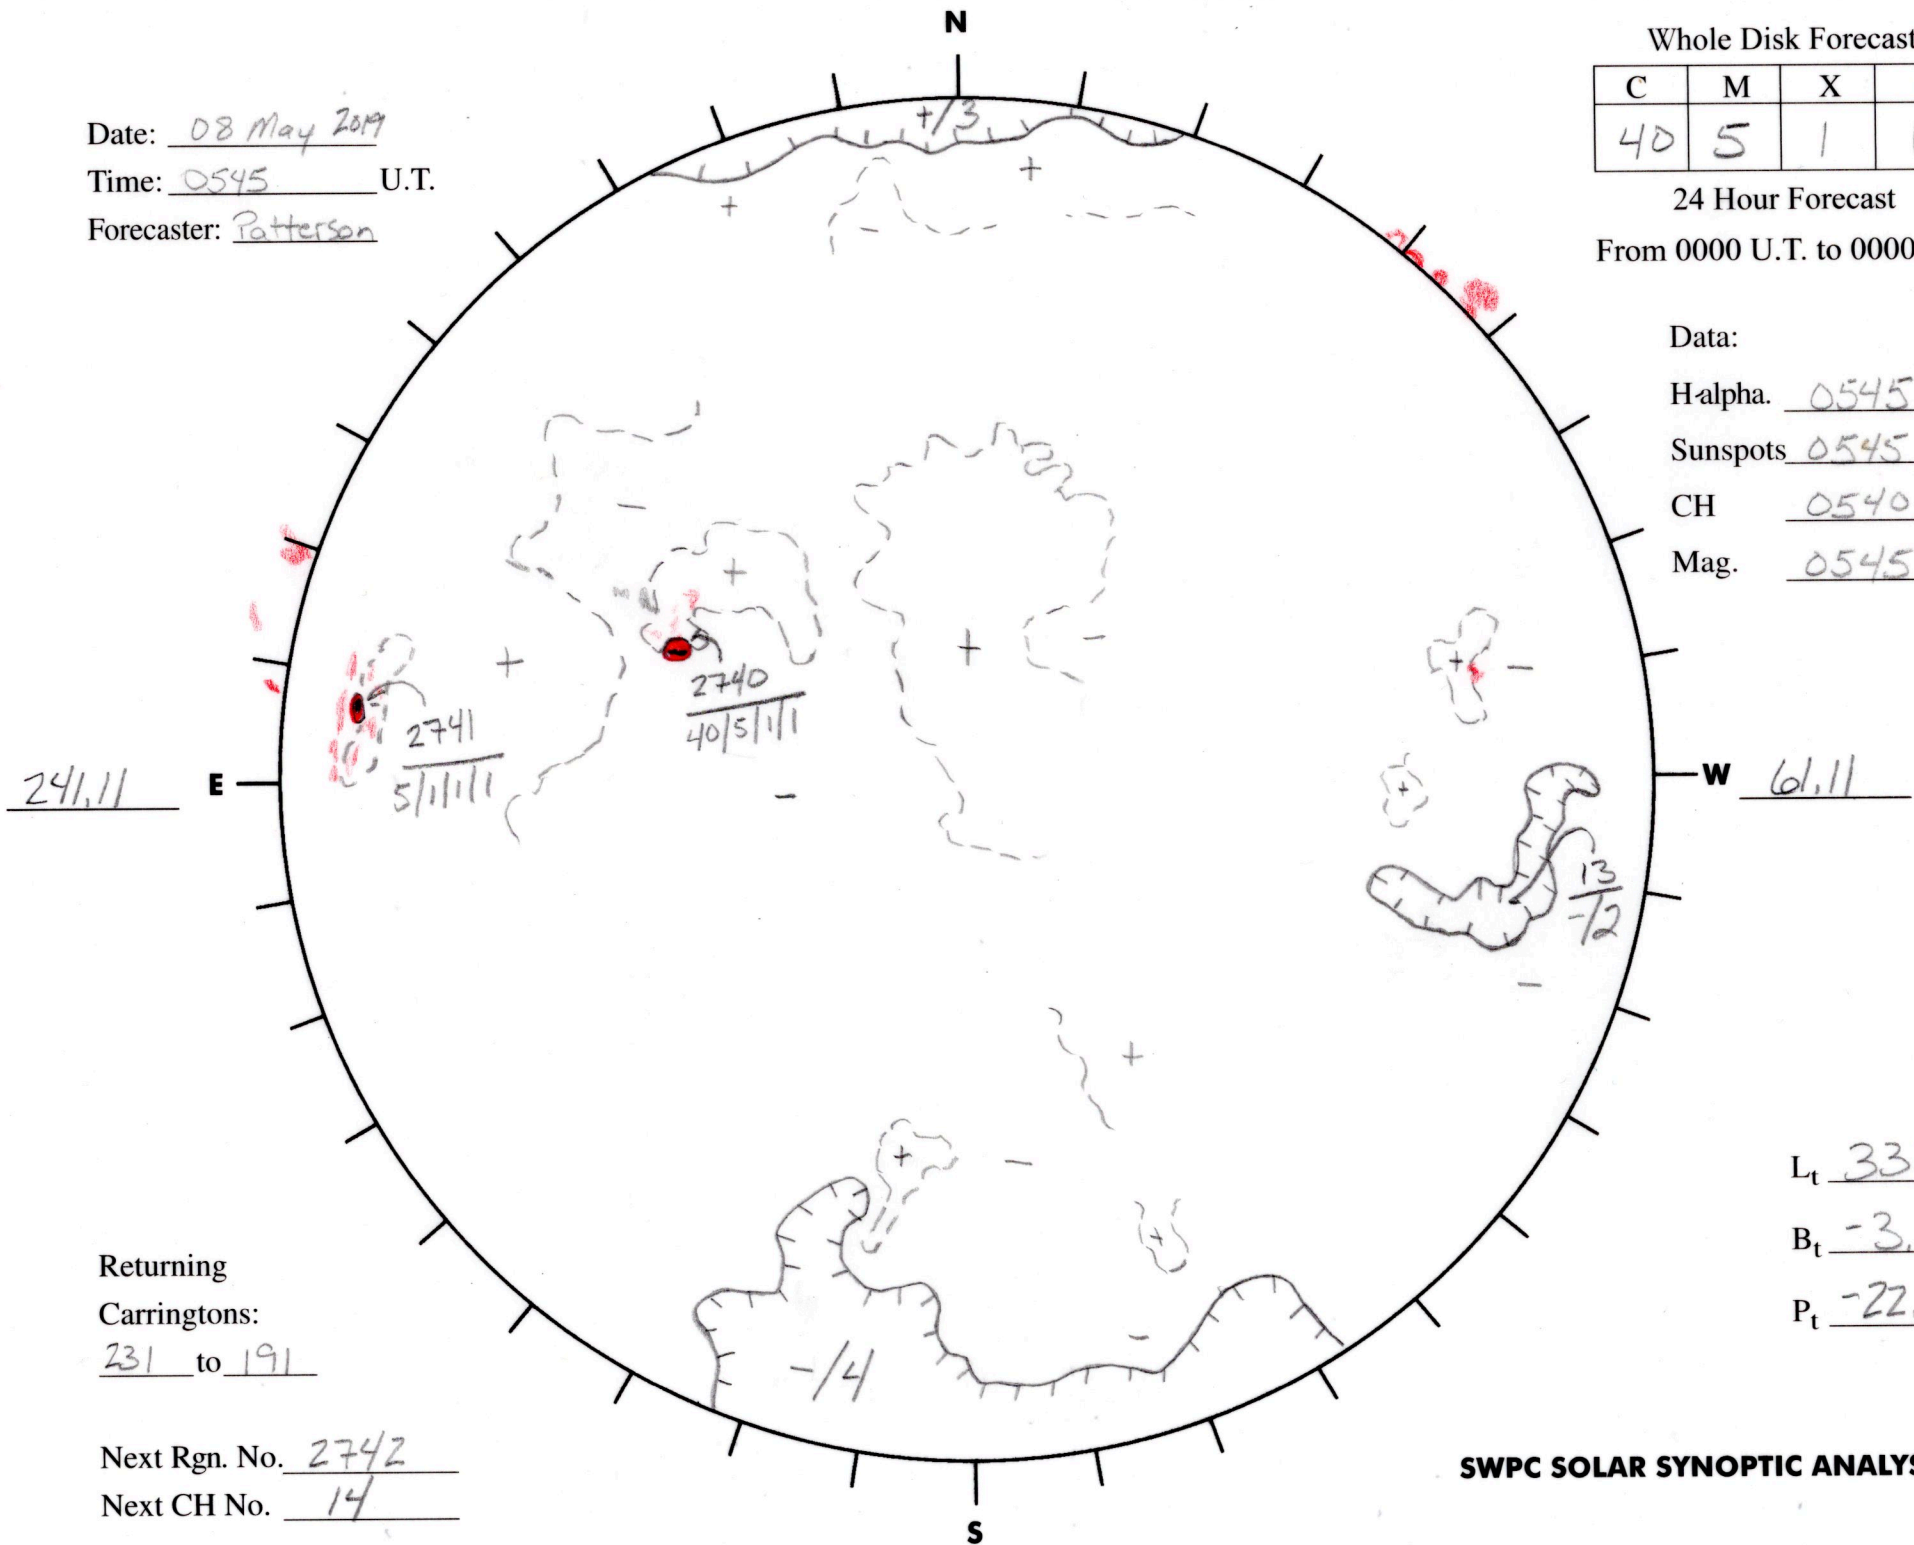 N
Whole Disk Forecast
C M X
40 5 1
24 Hour Forecast
From 0000 U.T. to 0000
Date: 08 May 2019
Time: 0545 U.T.
Forecaster: Patterson
Data:
H-alpha. 0545
Sunspots 0545
CH 0540
Mag. 0545
+/3
+
+
-
-
+
+
+
-
+
-
2740
40/5/1/1
2741
5/1/1/1
241.11 E
-
+
W 61.11
13
-/2
-
+
+
-
+
-
-/4
Lt 33
Bt -3.
Pt -22.
Returning
Carringtons:
231 to 191
Next Rgn. No. 2742
Next CH No. 14
SWPC SOLAR SYNOPTIC ANALYS
S